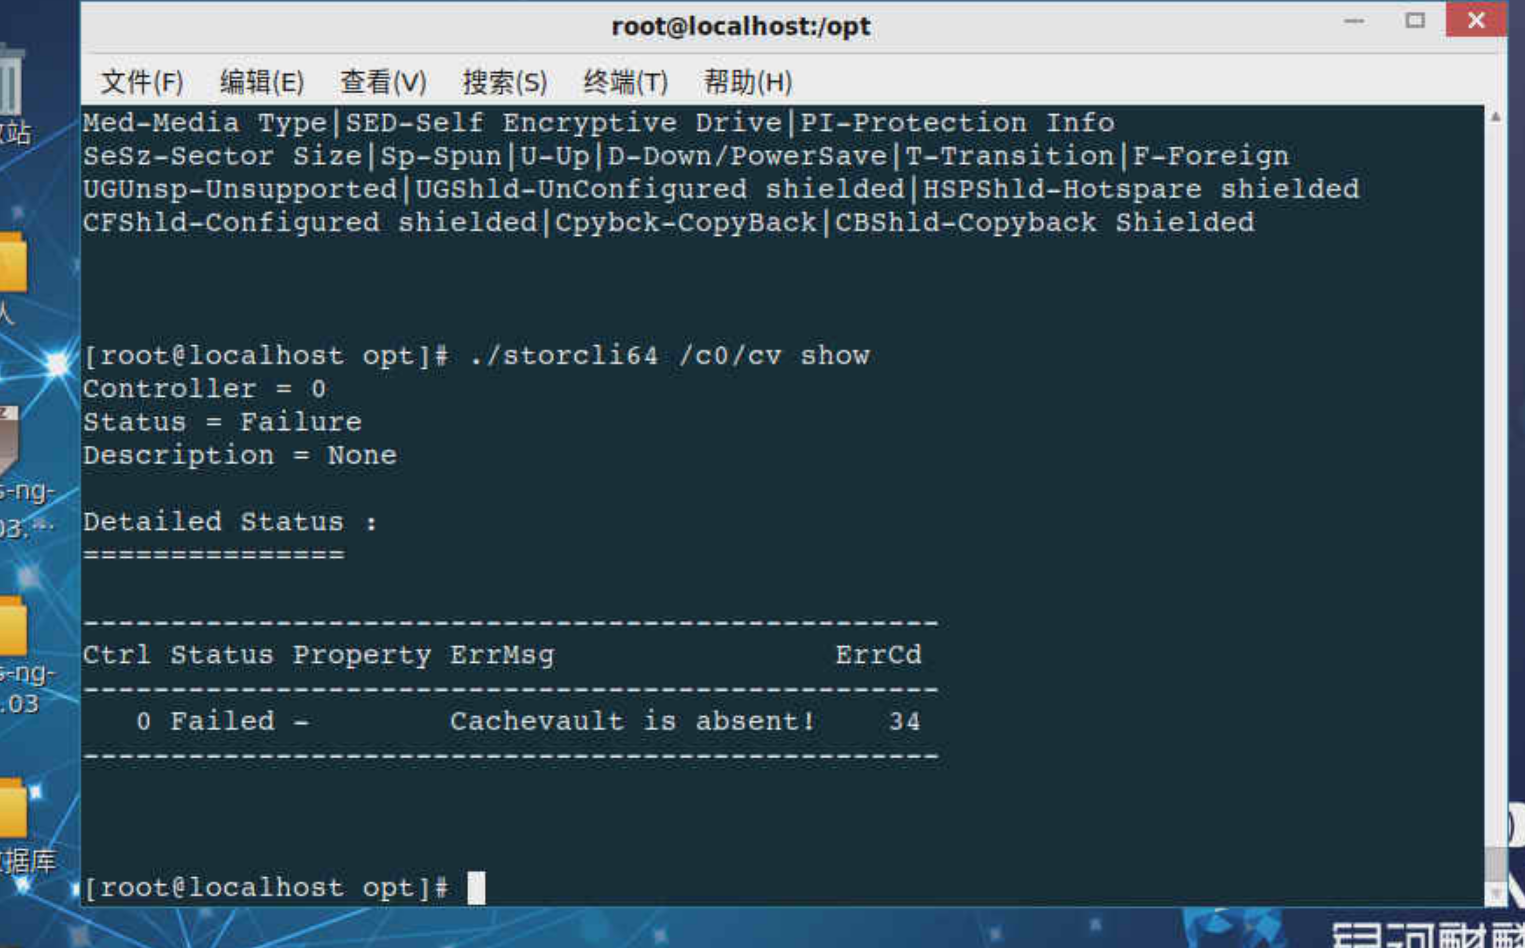 root@localhost:/opt
文件(F) 编辑(E) 查看(V) 搜索(S) 终端(T) 帮助(H)
Med-Media Type|SED-Self Encryptive Drive|PI-Protection Info
SeSz-Sector Size|Sp-Spun|U-Up|D-Down/PowerSave|T-Transition|F-Foreign
UGUnsp-Unsupported|UGShld-UnConfigured shielded|HSPShld-Hotspare shielded
CFShld-Configured shielded|Cpybck-CopyBack|CBShld-Copyback Shielded
[root@localhost opt]# ./storcli64 /c0/cv show
Controller = 0
Status = Failure
Description = None
Detailed Status :
===============
-------------------------------------------------
Ctrl Status Property ErrMsg ErrCd
-------------------------------------------------
0 Failed - Cachevault is absent! 34
-------------------------------------------------
[root@localhost opt]#
站
人
s-ng-
03.…
s-ng-
.03
据库